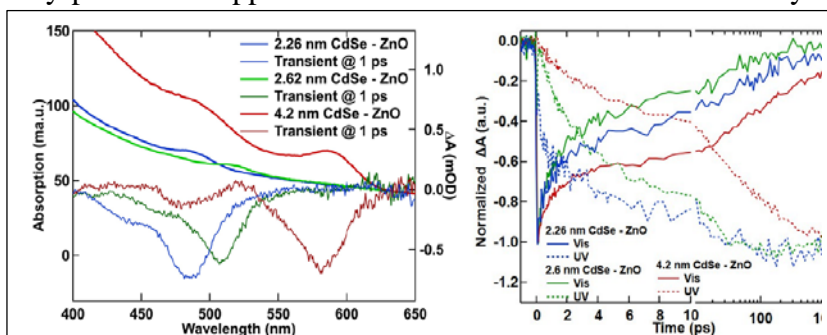 150
100
50
0
Absorption (ma.u.)
2.26 nm CdSe - ZnO
Transient @ 1 ps
2.62 nm CdSe - ZnO
Transient @ 1 ps
4.2 nm CdSe - ZnO
Transient @ 1 ps
1.0
0.5
0.0
-0.5
ΔA (mOD)
400 450 500 550 600 650
Wavelength (nm)
0.0
-0.2
-0.4
-0.6
-0.8
-1.0
-1.2
Normalized ΔA (a.u.)
2.26 nm CdSe - ZnO
Vis
UV
2.6 nm CdSe - ZnO
Vis
UV
4.2 nm CdSe - ZnO
Vis
UV
0 2 4 6 8 10 100
Time (ps)